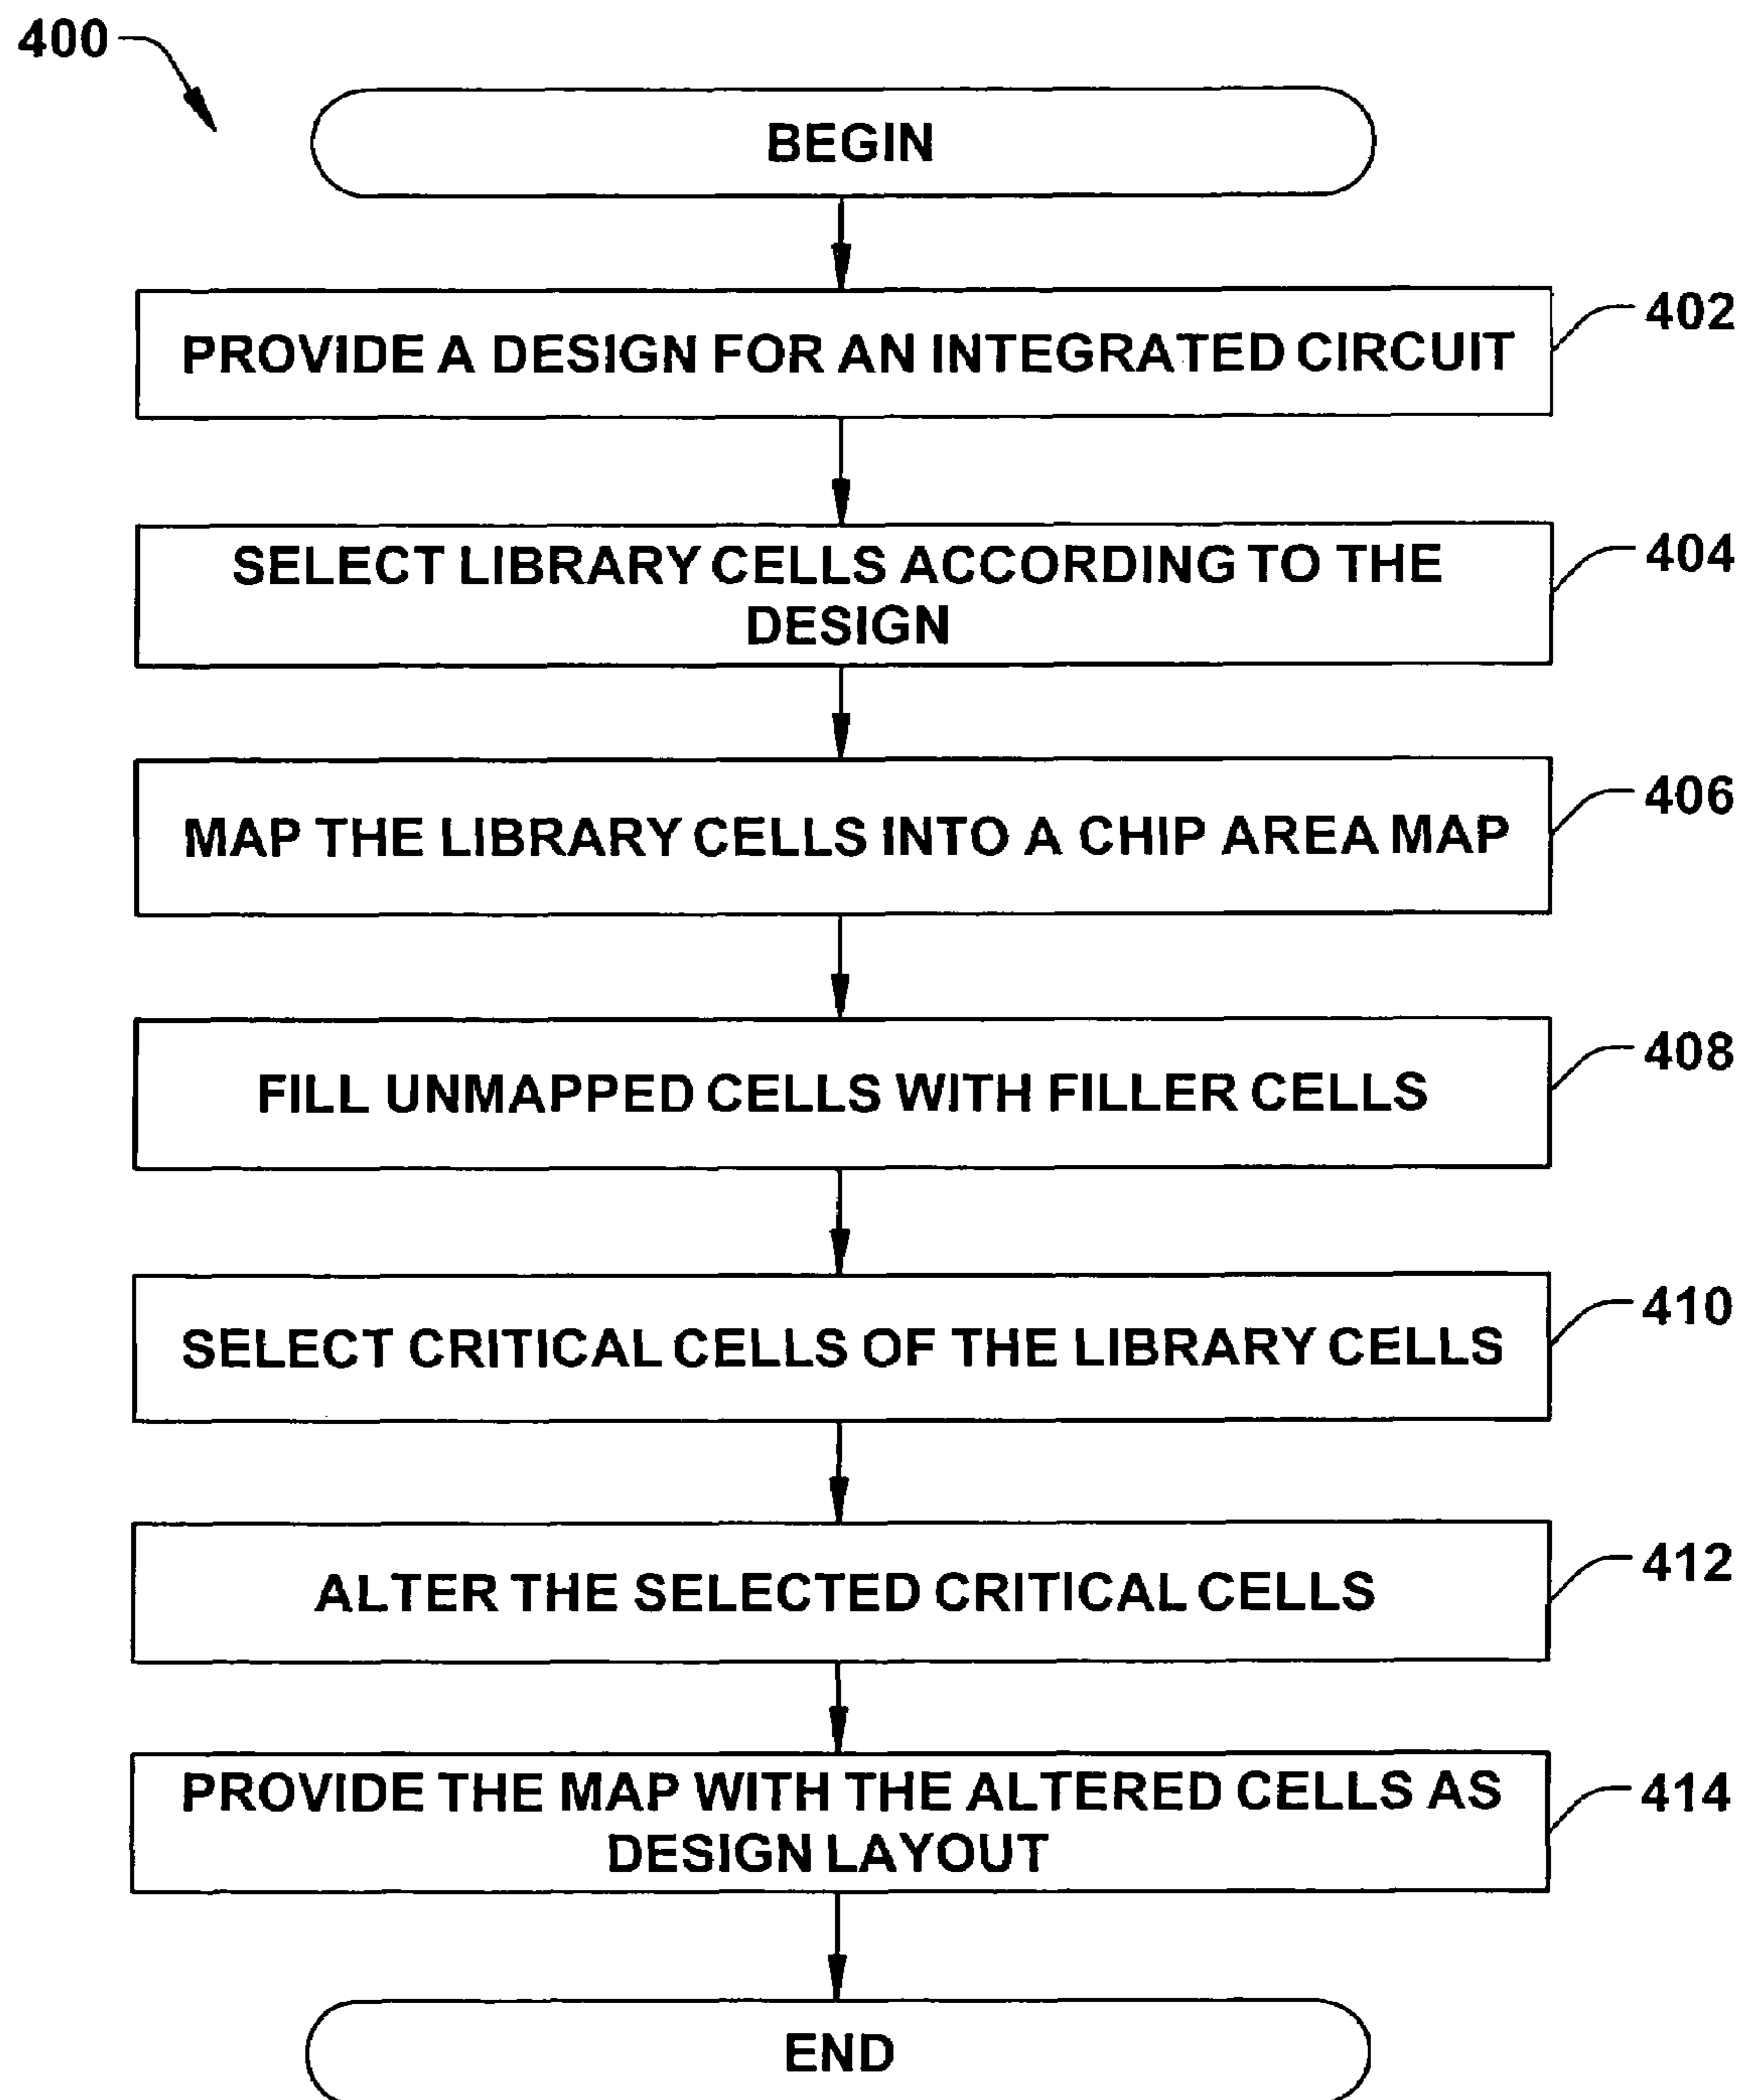 400
BEGIN
PROVIDE A DESIGN FOR AN INTEGRATED CIRCUIT
402
SELECT LIBRARY CELLS ACCORDING TO THE
DESIGN
404
MAP THE LIBRARY CELLS INTO A CHIP AREA MAP
406
FILL UNMAPPED CELLS WITH FILLER CELLS
408
SELECT CRITICAL CELLS OF THE LIBRARY CELLS
410
ALTER THE SELECTED CRITICAL CELLS
412
PROVIDE THE MAP WITH THE ALTERED CELLS AS
DESIGN LAYOUT
414
END